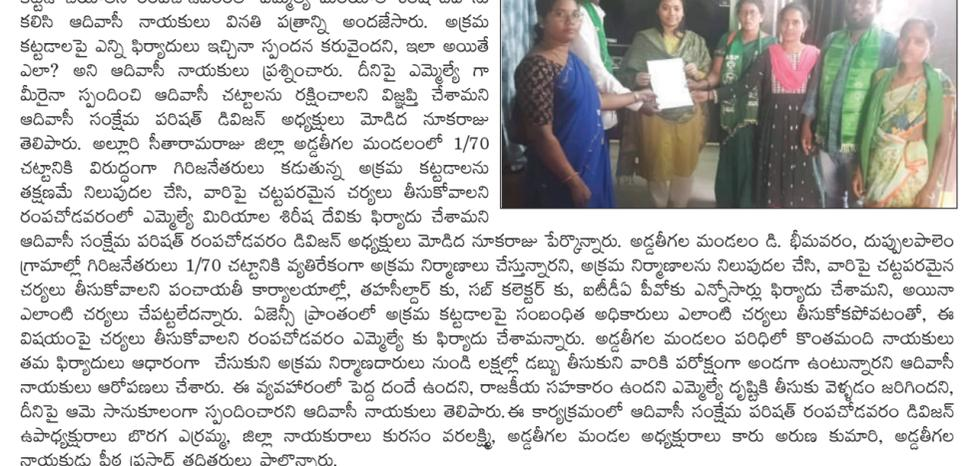 కలిసి ఆదివాసీ నాయకులు వినతి పత్రాన్ని అందజేసారు. అక్రమ
కట్టడాలపై ఎన్ని ఫిర్యాదులు ఇచ్చినా స్పందన కరువైందని, ఇలా అయితే
ఎలా? అని ఆదివాసీ నాయకులు ప్రశ్నించారు. దీనిపై ఎమ్మెల్యే గా
మీరైనా స్పందించి ఆదివాసీ చట్టాలను రక్షించాలని విజ్ఞప్తి చేశామని
ఆదివాసీ సంక్షేమ పరిషత్ డివిజన్ అధ్యక్షులు మోడిద నూకరాజు
తెలిపారు. అల్లూరి సీతారామరాజు జిల్లా అడ్డతీగల మండలంలో 1/70
చట్టానికి విరుద్ధంగా గిరిజనేతరులు కడుతున్న అక్రమ కట్టడాలను
తక్షణమే నిలుపుదల చేసి, వారిపై చట్టపరమైన చర్యలు తీసుకోవాలని
రంపచోడవరంలో ఎమ్మెల్యే మిరియాల శిరీష దేవికు ఫిర్యాదు చేశామని
ఆదివాసీ సంక్షేమ పరిషత్ రంపచోడవరం డివిజన్ అధ్యక్షులు మోడిద నూకరాజు పేర్కొన్నారు. అడ్డతీగల మండలం డి. భీమవరం, దుప్పులపాలెం
గ్రామాల్లో గిరిజనేతరులు 1/70 చట్టానికి వ్యతిరేకంగా అక్రమ నిర్మాణాలు చేస్తున్నారని, అక్రమ నిర్మాణాలను నిలుపుదల చేసి, వారిపై చట్టపరమైన
చర్యలు తీసుకోవాలని పంచాయతీ కార్యాలయాల్లో, తహసీల్దార్ కు, సబ్ కలెక్టర్ కు, ఐటీడీఏ పీవోకు ఎన్నోసార్లు ఫిర్యాదు చేశామని, అయినా
ఎలాంటి చర్యలు చేపట్టలేదన్నారు. ఏజెన్సీ ప్రాంతంలో అక్రమ కట్టడాలపై సంబంధిత అధికారులు ఎలాంటి చర్యలు తీసుకోకపోవటంతో, ఈ
విషయంపై చర్యలు తీసుకోవాలని రంపచోడవరం ఎమ్మెల్యే కు ఫిర్యాదు చేశామన్నారు. అడ్డతీగల మండలం పరిధిలో కొంతమంది నాయకులు
తమ ఫిర్యాదులు ఆధారంగా చేసుకుని అక్రమ నిర్మాణదారులు నుండి లక్షల్లో డబ్బు తీసుకుని వారికి పరోక్షంగా అండగా ఉంటున్నారని ఆదివాసీ
నాయకులు ఆరోపణలు చేశారు. ఈ వ్యవహారంలో పెద్ద దందే ఉందని, రాజకీయ సహకారం ఉందని ఎమ్మెల్యే దృష్టికి తీసుకు వెళ్ళడం జరిగిందని,
దీనిపై ఆమె సానుకూలంగా స్పందించారని ఆదివాసీ నాయకులు తెలిపారు.ఈ కార్యక్రమంలో ఆదివాసీ సంక్షేమ పరిషత్ రంపచోడవరం డివిజన్
ఉపాధ్యక్షురాలు బొరగ ఎర్రమ్మ, జిల్లా నాయకురాలు కురసం వరలక్ష్మి, అడ్డతీగల మండల అధ్యక్షురాలు కారు అరుణ కుమారి, అడ్డతీగల
నాయకుడు పీఠ ప్రసాద్ తదితరులు పాల్గొన్నారు.